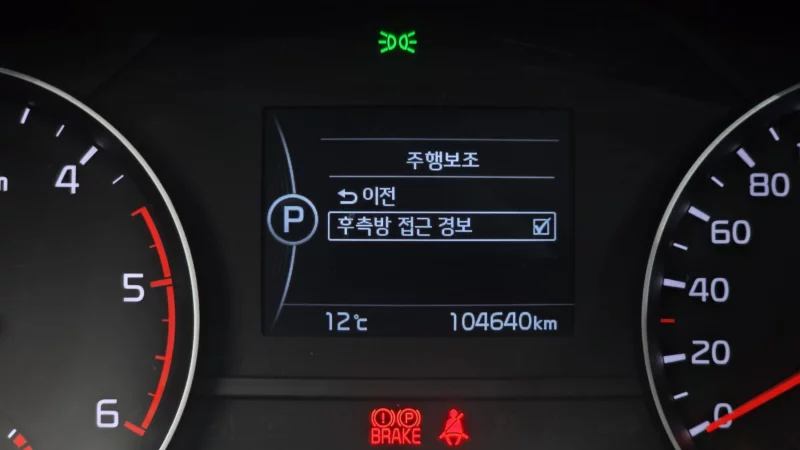 주행보조
이전
P
후측방 접근 경보
12℃
104640km
4
5
6
80
60
40
20
0
(!) (P)
BRAKE